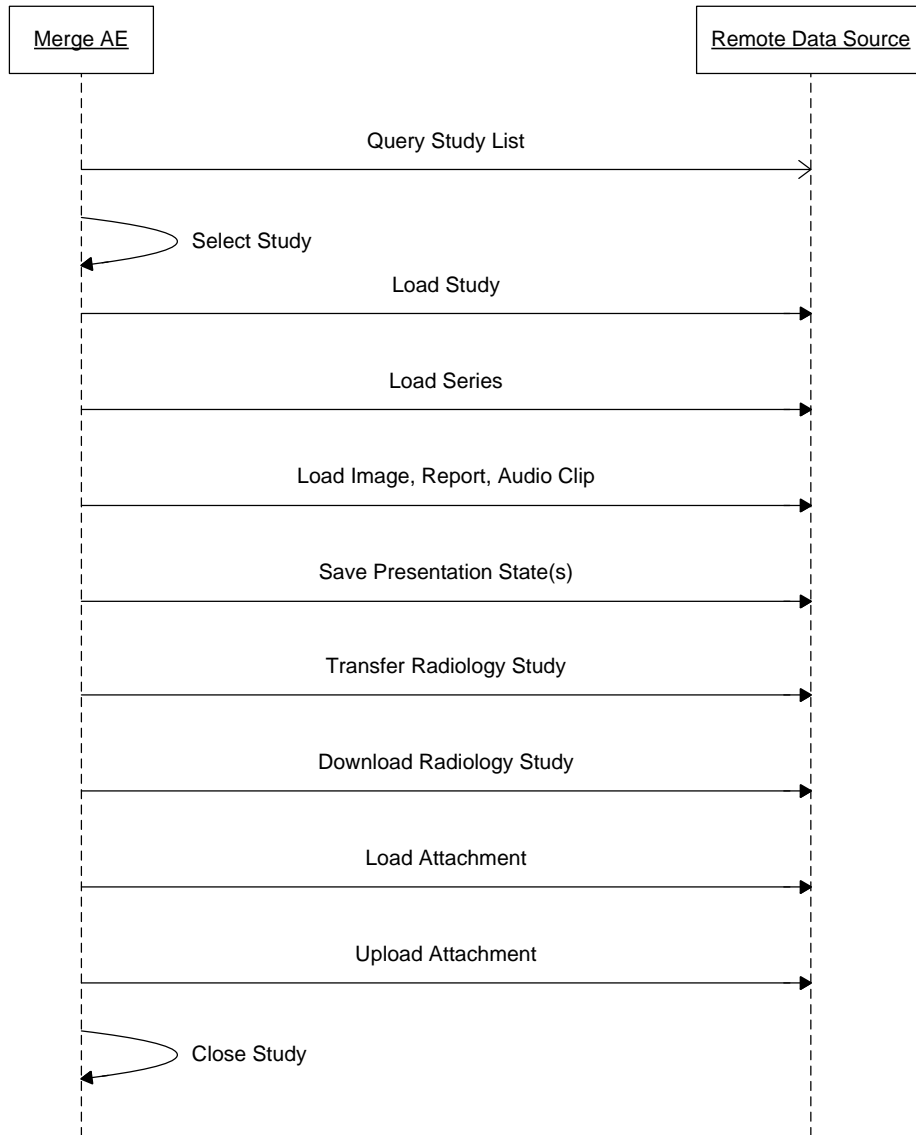 Merge AE
Remote Data Source
Query Study List
Select Study
Load Study
Load Series
Load Image, Report, Audio Clip
Save Presentation State(s)
Transfer Radiology Study
Download Radiology Study
Load Attachment
Upload Attachment
Close Study